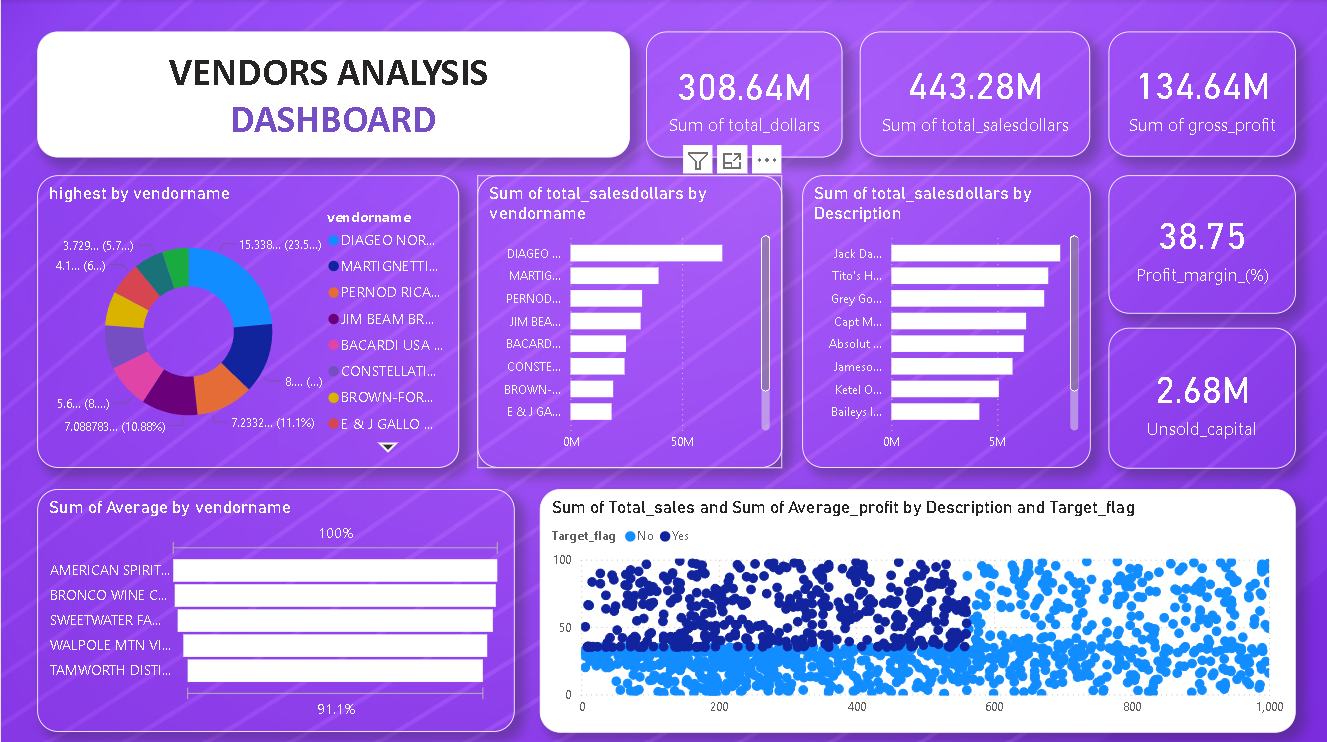 VENDORS ANALYSIS
DASHBOARD
308.64M
Sum of total_dollars
443.28M
Sum of total_salesdollars
134.64M
Sum of gross_profit
highest by vendorname
vendorname
DIAGEO NOR...
MARTIGNETTI...
PERNOD RICA...
JIM BEAM BR...
BACARDI USA ...
CONSTELLATI...
BROWN-FOR...
E & J GALLO ...
3.729... (5.7...)
15.338... (23.5...)
4.1... (6...)
8.... (...)
5.6... (8....)
7.2332... (11.1%)
7.088783... (10.88%)
Sum of total_salesdollars by
vendorname
DIAGEO ...
MARTIG...
PERNOD...
JIM BEA...
BACARD...
CONSTE...
BROWN-...
E & J GA...
0M 50M
Sum of total_salesdollars by
Description
Jack Da...
Tito's H...
Grey Go...
Capt M...
Absolut ...
Jameso...
Ketel O...
Baileys I...
0M 5M
38.75
Profit_margin_(%)
2.68M
Unsold_capital
Sum of Average by vendorname
100%
AMERICAN SPIRIT...
BRONCO WINE C...
SWEETWATER FA...
WALPOLE MTN VI...
TAMWORTH DISTI...
91.1%
Sum of Total_sales and Sum of Average_profit by Description and Target_flag
Target_flag No Yes
100
50
0
0 200 400 600 800 1,000